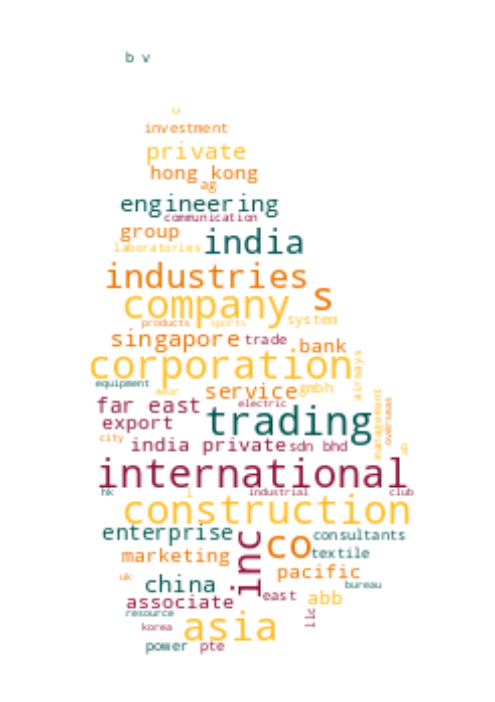 b v
investment
private
hong kong
ag
engineering
communication
group
india
laboratories
industries
company s
products sports system
singapore trade bank
corporation
airways
equipment
service gmbh
far east electric
management
overseas
export trading
city
india private sdn bhd
ab
international
hk l industrial club
construction
enterprise
inc
co consultants
marketing textile
uk
pacific
china
bureau
associate east abb
resource
llc
korea
asia
power pte